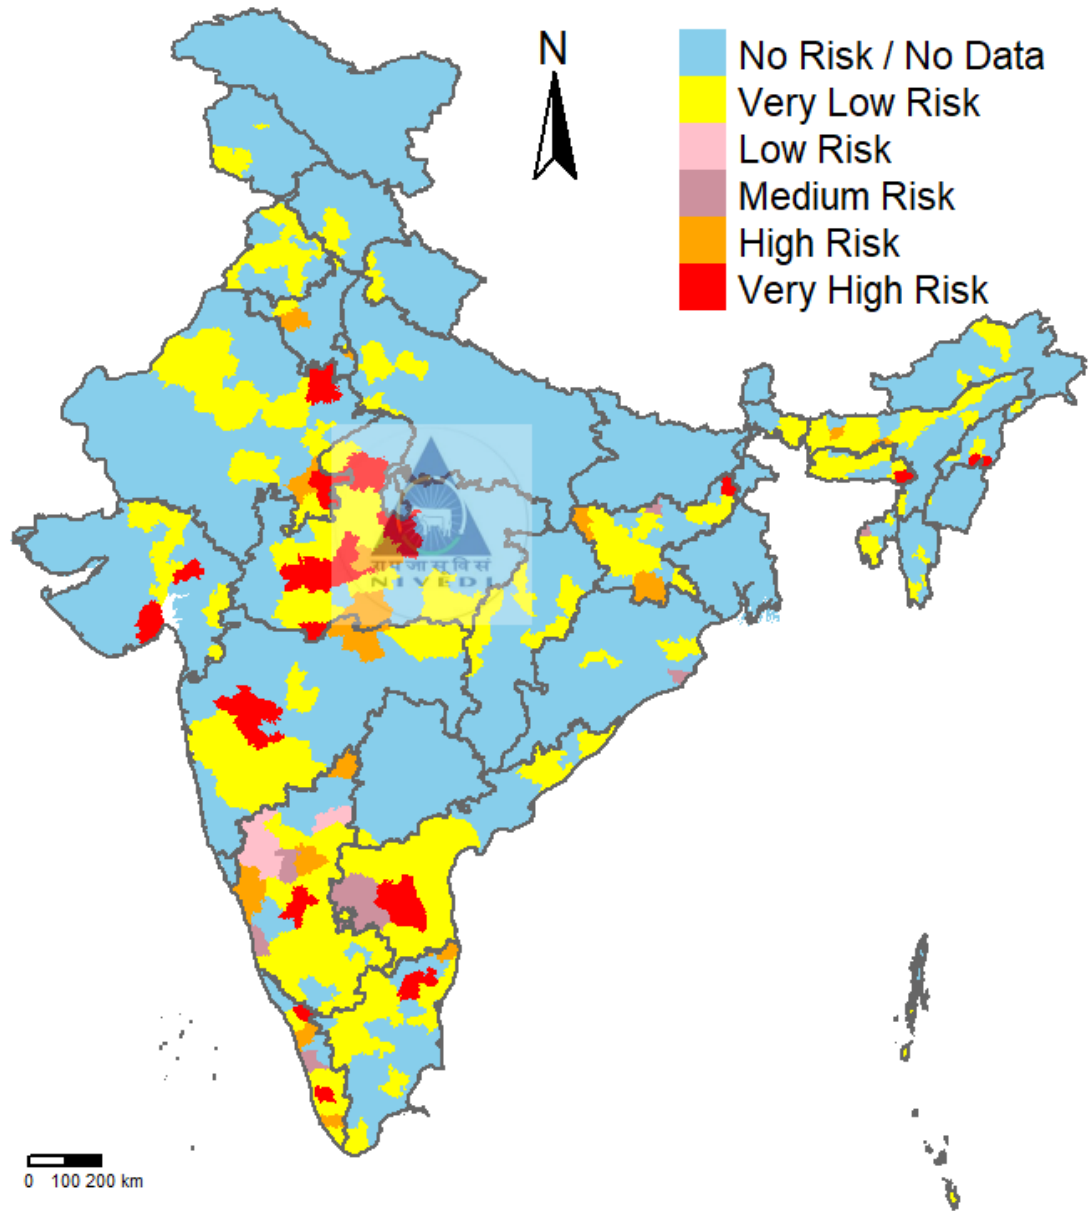 N
No Risk / No Data
Very Low Risk
Low Risk
Medium Risk
High Risk
Very High Risk
रा प जा सू वि सं
NIVEDI
0 100 200 km